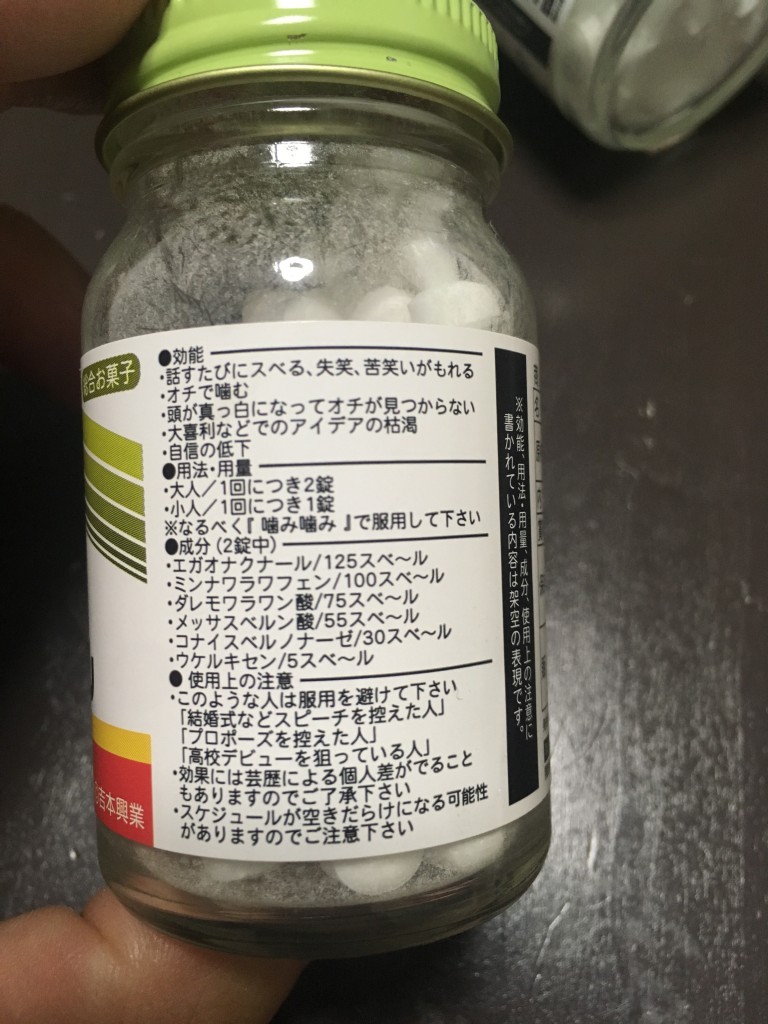 総合お菓子
●効能
・話すたびにスベる、失笑、苦笑いがもれる
・オチで噛む
・頭が真っ白になってオチが見つからない
・大喜利などでのアイデアの枯渇
・自信の低下
●用法・用量
・大人/1回につき2錠
・小人/1回につき1錠
※なるべく『噛み噛み』で服用して下さい
●成分(2錠中)
・エガオナクナール/125スベ〜ル
・ミンナワラワフェン/100スベ〜ル
・ダレモワラワン酸/75スベ〜ル
・メッサスベルン酸/55スベ〜ル
・コナイスベルノナーゼ/30スベ〜ル
・ウケルキセン/5スベ〜ル
●使用上の注意
・このような人は服用を避けて下さい
「結婚式などスピーチを控えた人」
「プロポーズを控えた人」
「高校デビューを狙っている人」
・効果には芸歴による個人差がでること
もありますのでご了承下さい
・スケジュールが空きだらけになる可能性
がありますのでご注意下さい
※効能、用法・用量、成分、使用上の注意に
書かれている内容は架空の表現です。
吉本興業